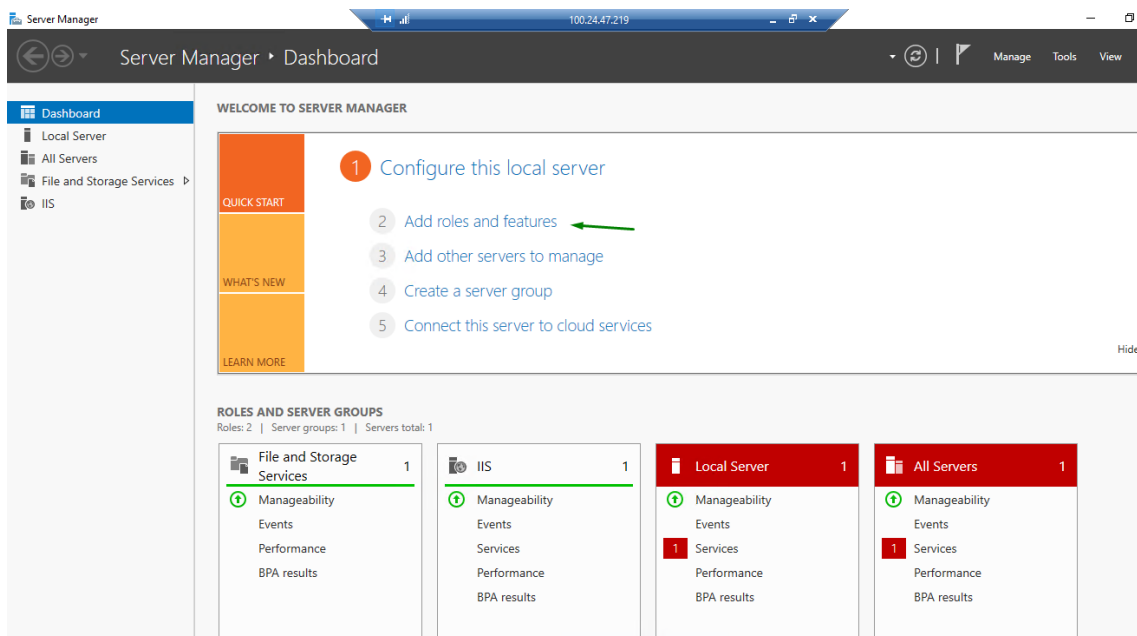 Server Manager
100.24.47.219
Server Manager • Dashboard
Manage Tools View
Dashboard
Local Server
All Servers
File and Storage Services
IIS
WELCOME TO SERVER MANAGER
QUICK START
WHAT'S NEW
LEARN MORE
1 Configure this local server
2 Add roles and features
3 Add other servers to manage
4 Create a server group
5 Connect this server to cloud services
Hide
ROLES AND SERVER GROUPS
Roles: 2 | Server groups: 1 | Servers total: 1
File and Storage
Services 1
Manageability
Events
Performance
BPA results
IIS 1
Manageability
Events
Services
Performance
BPA results
Local Server 1
Manageability
Events
1 Services
Performance
BPA results
All Servers 1
Manageability
Events
1 Services
Performance
BPA results